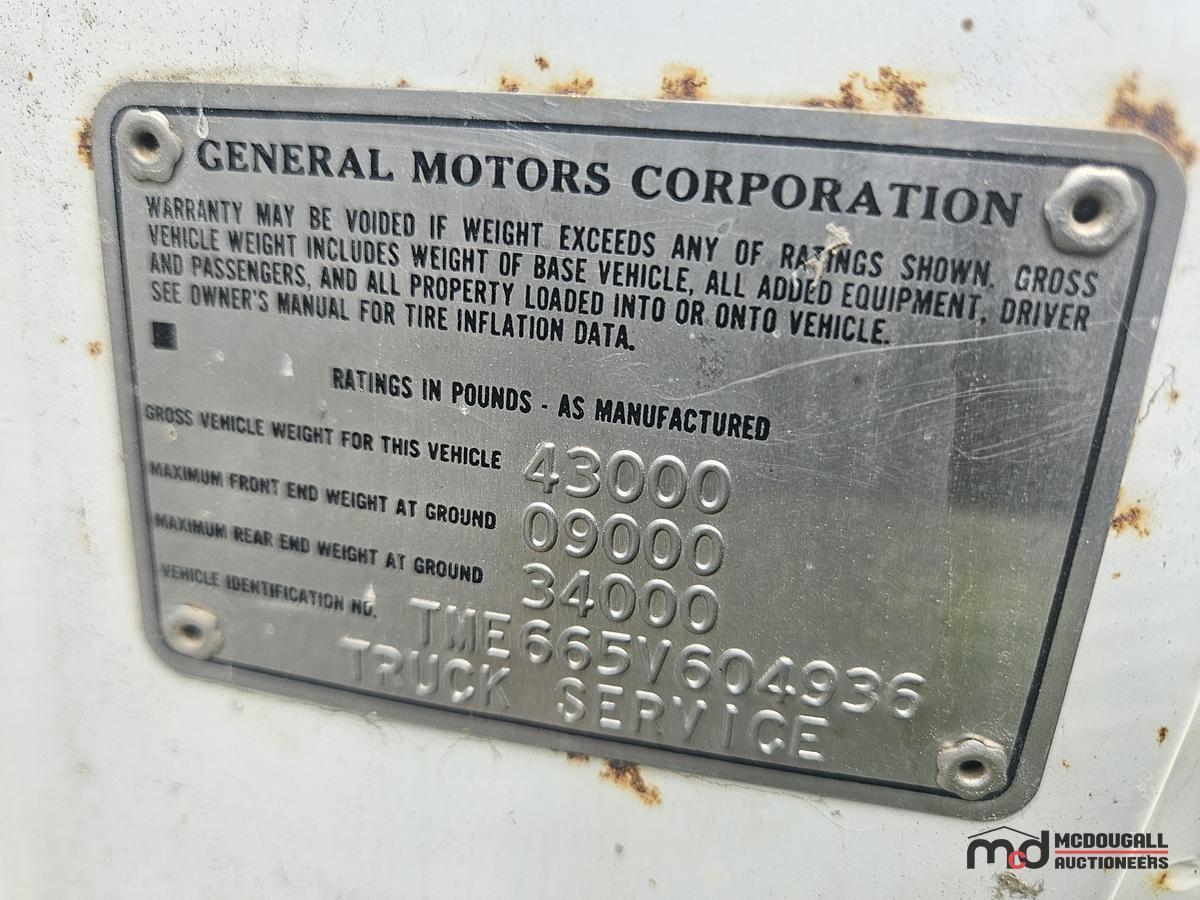 GENERAL MOTORS CORPORATION
WARRANTY MAY BE VOIDED IF WEIGHT EXCEEDS ANY OF RATINGS SHOWN. GROSS
VEHICLE WEIGHT INCLUDES WEIGHT OF BASE VEHICLE, ALL ADDED EQUIPMENT, DRIVER
AND PASSENGERS, AND ALL PROPERTY LOADED INTO OR ONTO VEHICLE.
SEE OWNER'S MANUAL FOR TIRE INFLATION DATA.
RATINGS IN POUNDS - AS MANUFACTURED
GROSS VEHICLE WEIGHT FOR THIS VEHICLE 43000
MAXIMUM FRONT END WEIGHT AT GROUND 09000
MAXIMUM REAR END WEIGHT AT GROUND 34000
VEHICLE IDENTIFICATION NO. TME665V604936
TRUCK SERVICE
mcd MCDOUGALL
AUCTIONEERS